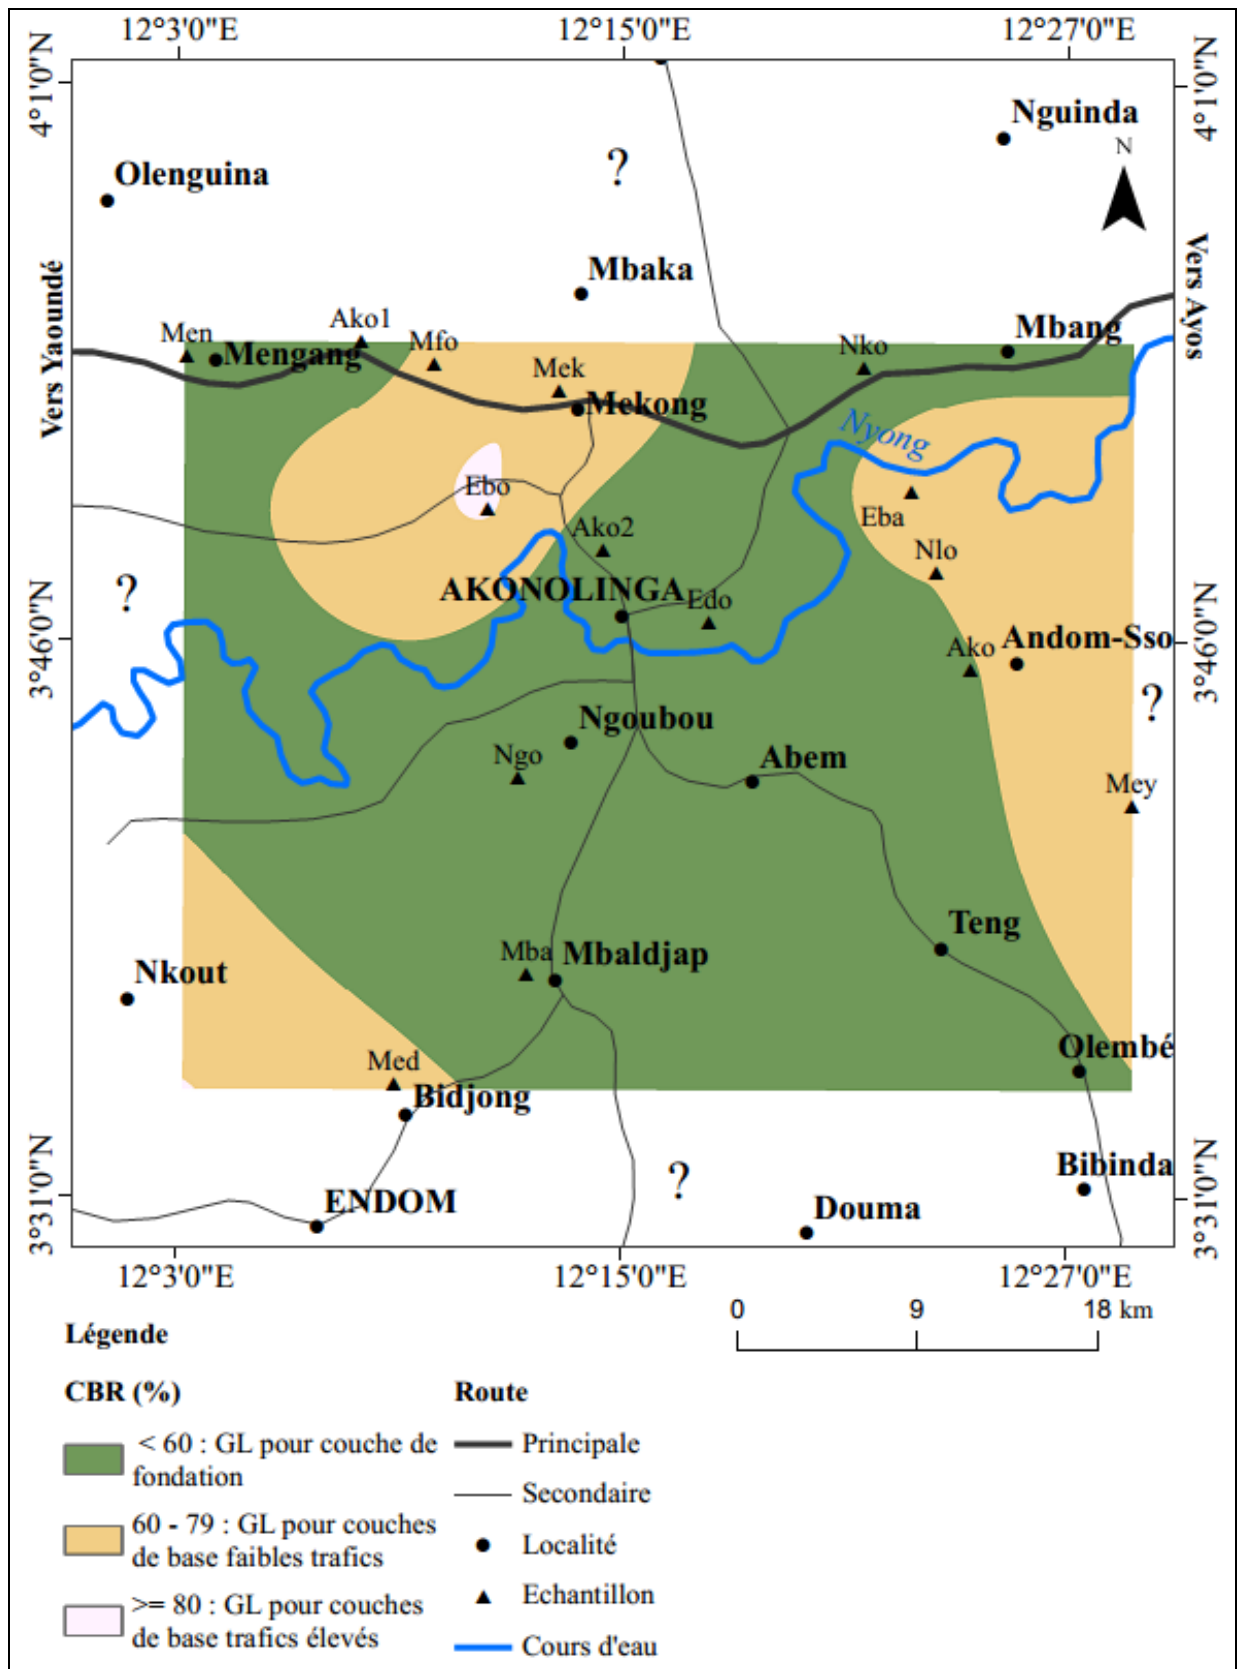 12°3'0"E
12°15'0"E
12°27'0"E
4°1'0"N
4°1'0"N
Nguinda
N
?
Olenguina
Vers Yaoundé
Vers Ayos
Mbaka
Men
Ako1
Mfo
Nko
Mbang
Mengang
Mek
Mekong
Nyong
Ebo
Eba
Ako2
Nlo
?
AKONOLINGA
Edo
3°46'0"N
3°46'0"N
Ako
Andom-Sso
?
Ngoubou
Ngo
Abem
Mey
Teng
Mba
Mbaldjap
Nkout
Med
Olembé
Bidjong
3°31'0"N
3°31'0"N
?
Bibinda
ENDOM
Douma
12°3'0"E
12°15'0"E
12°27'0"E
0
9
18 km
Légende
CBR (%)
< 60 : GL pour couche de
fondation
60 - 79 : GL pour couches
de base faibles trafics
>= 80 : GL pour couches
de base trafics élevés
Route
Principale
Secondaire
Localité
Echantillon
Cours d'eau